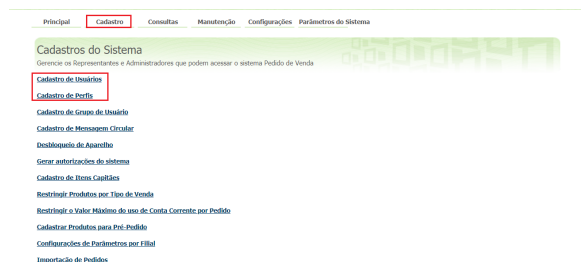 Principal Cadastro Consultas Manutenção Configurações Parâmetros do Sistema
Cadastros do Sistema
Gerencie os Representantes e Administradores que podem acessar o sistema Pedido de Venda
Cadastro de Usuários
Cadastro de Perfis
Cadastro de Grupo de Usuário
Cadastro de Mensagem Circular
Desbloqueio de Aparelho
Gerar autorizações do sistema
Cadastro de Itens Capitães
Restringir Produtos por Tipo de Venda
Restringir o Valor Máximo do uso de Conta Corrente por Pedido
Cadastrar Produtos para Pré-Pedido
Configurações de Parâmetros por Filial
Importação de Pedidos